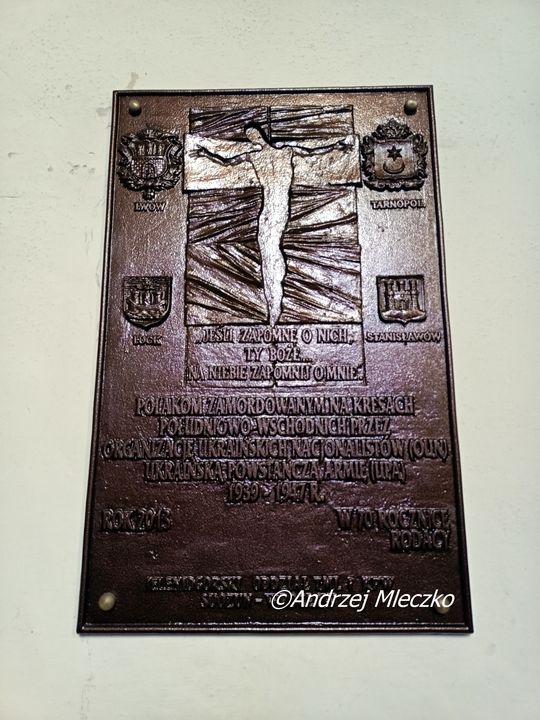 LWÓW
TARNOPOL
ŁUCK
STANISŁAWÓW
„JEŚLI ZAPOMNĘ O NICH,
TY BOŻE...
NA NIEBIE ZAPOMNIJ O MNIE"
POLAKOM ZAMORDOWANYM NA KRESACH
POŁUDNIOWO-WSCHODNICH PRZEZ
ORGANIZACJĘ UKRAIŃSKICH NACJONALISTÓW (OUN)
UKRAIŃSKĄ POWSTAŃCZĄ ARMIĘ (UPA)
1939 - 1947 R.
ROK 2013
W 70 ROCZNICĘ
RODACY
ODDZIAŁ
©Andrzej Mleczko